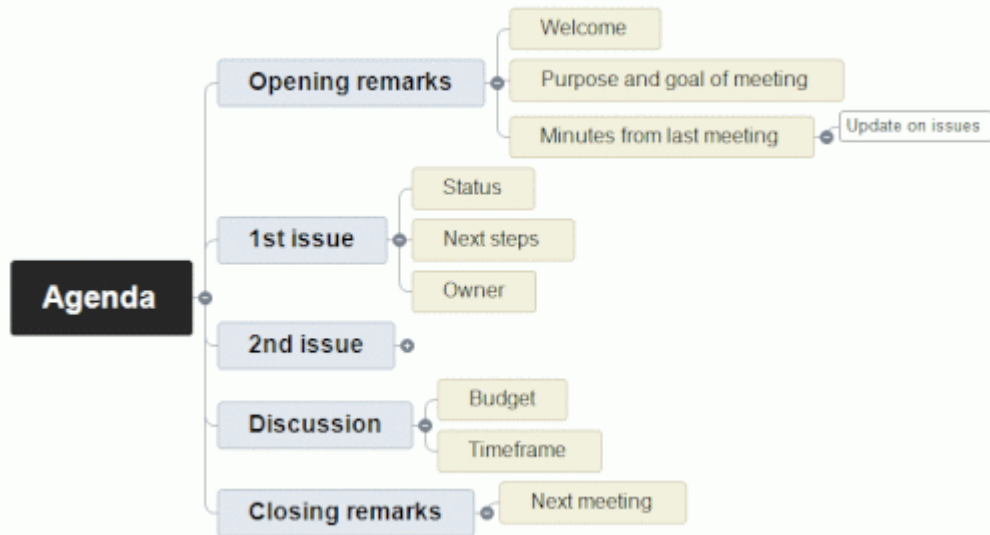 Agenda
Opening remarks
Welcome
Purpose and goal of meeting
Minutes from last meeting
Update on issues
1st issue
Status
Next steps
Owner
2nd issue
Discussion
Budget
Timeframe
Closing remarks
Next meeting